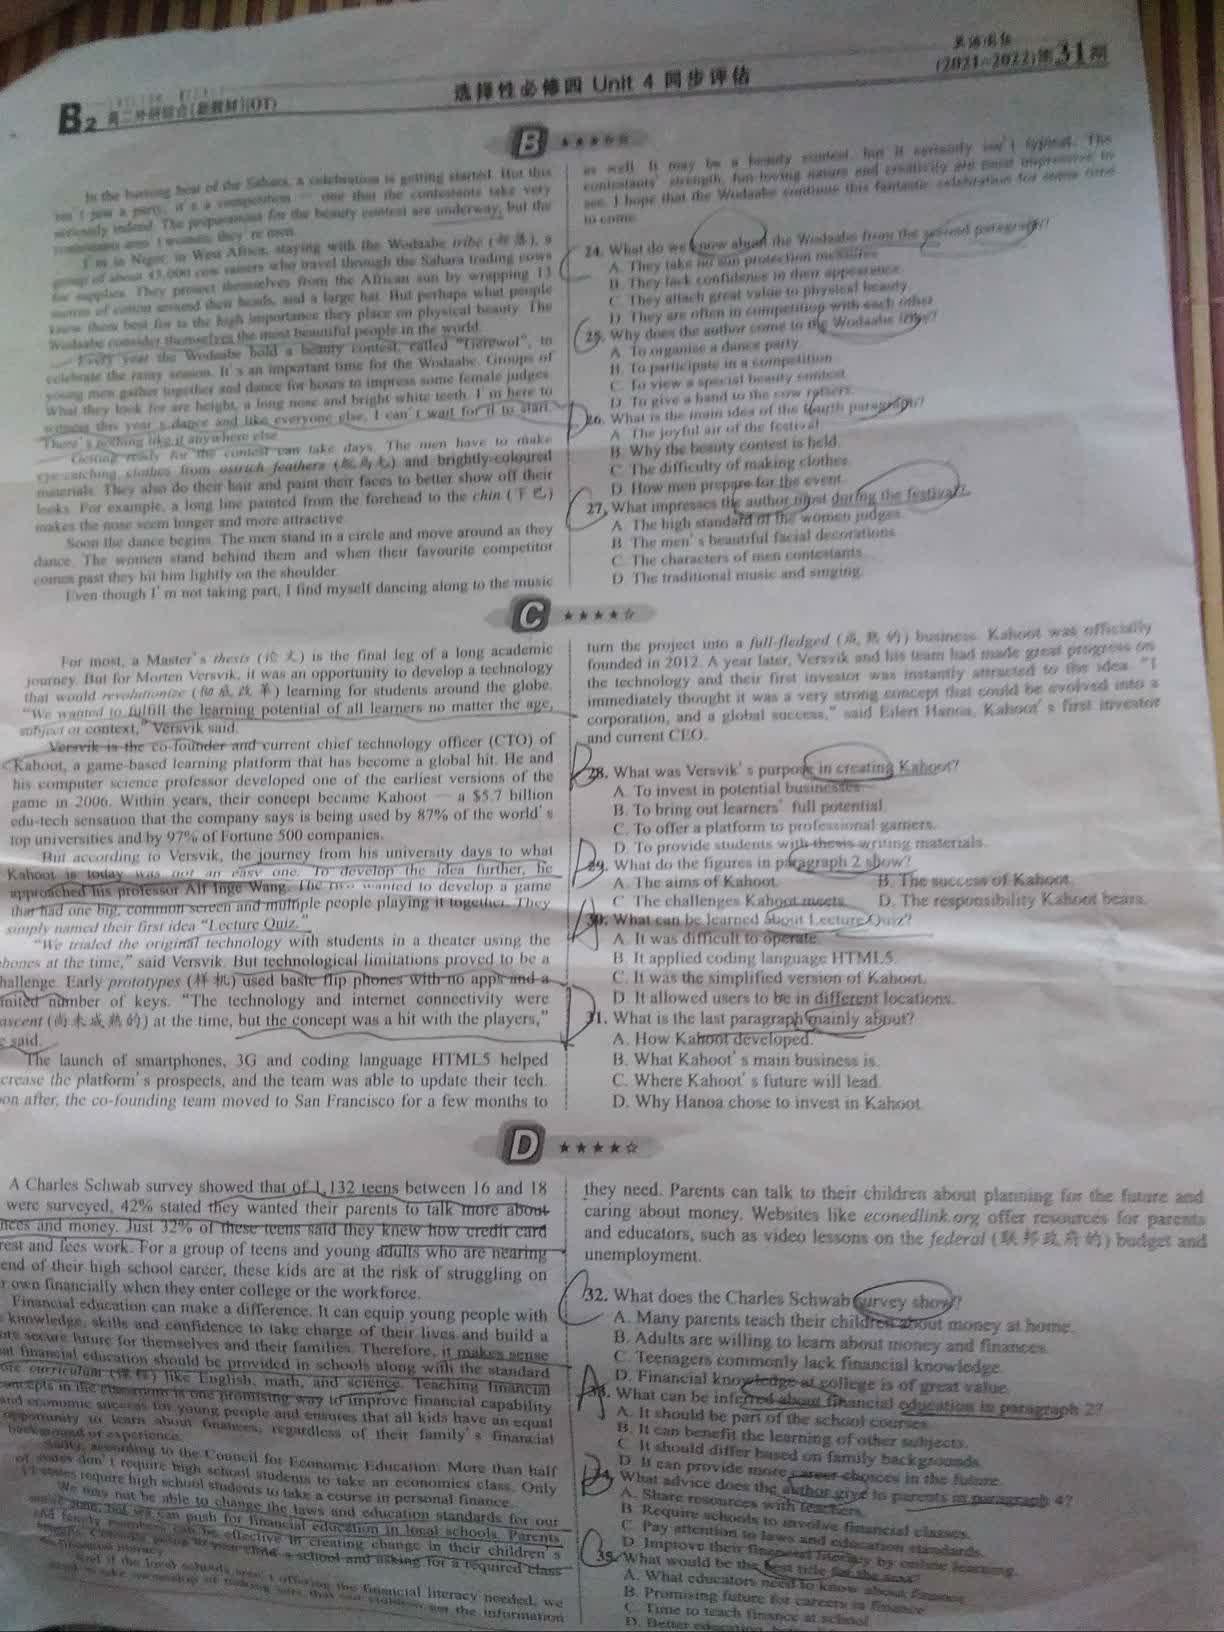 英语周报
(2021~2022)第31期
B2 高二外研综合(新教材)(OT)
选择性必修四 Unit 4 同步评估
B ★★★☆☆
In the burning heat of the Sahara, a celebration is getting started. But this
isn't just a party, it's a competition — one that the contestants take very
seriously indeed. The preparations for the beauty contest are underway, but the
contestants aren't women, they're men.
I'm in Niger, in West Africa, staying with the Wodaabe tribe (部落), a
group of about 45,000 cow raisers who travel through the Sahara trading cows
for supplies. They protect themselves from the African sun by wrapping 13
metres of cotton around their heads, and a large hat. But perhaps what people
know them best for is the high importance they place on physical beauty. The
Wodaabe consider themselves the most beautiful people in the world.
Every year the Wodaabe hold a beauty contest, called "Gerewol", to
celebrate the rainy season. It's an important time for the Wodaabe. Groups of
young men gather together and dance for hours to impress some female judges.
What they look for are height, a long nose and bright white teeth. I'm here to
witness this year's dance and like everyone else, I can't wait for it to start.
There's nothing like it anywhere else.
Getting ready for the contest can take days. The men have to make
eye-catching clothes from ostrich feathers (鸵鸟毛) and brightly-coloured
materials. They also do their hair and paint their faces to better show off their
looks. For example, a long line painted from the forehead to the chin (下巴)
makes the nose seem longer and more attractive.
Soon the dance begins. The men stand in a circle and move around as they
dance. The women stand behind them and when their favourite competitor
comes past they hit him lightly on the shoulder.
Even though I'm not taking part, I find myself dancing along to the music
as well. It may be a beauty contest, but it certainly isn't typical. The
contestants' strength, fun-loving nature and creativity are most impressive to
see. I hope that the Wodaabe continue this fantastic celebration for some time
to come.
24. What do we know about the Wodaabe from the second paragraph?
A. They take no sun protection measures.
B. They lack confidence in their appearance.
C. They attach great value to physical beauty.
D. They are often in competition with each other.
25. Why does the author come to the Wodaabe tribe?
A. To organise a dance party.
B. To participate in a competition.
C. To view a special beauty contest.
D. To give a hand to the cow raisers.
26. What is the main idea of the fourth paragraph?
A. The joyful air of the festival.
B. Why the beauty contest is held.
C. The difficulty of making clothes.
D. How men prepare for the event.
27. What impresses the author most during the festival?
A. The high standard of the women judges.
B. The men's beautiful facial decorations.
C. The characters of men contestants.
D. The traditional music and singing.
C ★★★★☆
For most, a Master's thesis (论文) is the final leg of a long academic
journey. But for Morten Versvik, it was an opportunity to develop a technology
that would revolutionize (彻底改革) learning for students around the globe.
"We wanted to fulfill the learning potential of all learners no matter the age,
subject or context," Versvik said.
Versvik is the co-founder and current chief technology officer (CTO) of
Kahoot, a game-based learning platform that has become a global hit. He and
his computer science professor developed one of the earliest versions of the
game in 2006. Within years, their concept became Kahoot — a $5.7 billion
edu-tech sensation that the company says is being used by 87% of the world's
top universities and by 97% of Fortune 500 companies.
But according to Versvik, the journey from his university days to what
Kahoot is today was not an easy one. To develop the idea further, he
approached his professor Alf Inge Wang. The two wanted to develop a game
that had one big, common screen and multiple people playing it together. They
simply named their first idea "Lecture Quiz."
"We trialed the original technology with students in a theater using the
phones at the time," said Versvik. But technological limitations proved to be a
challenge. Early prototypes (样机) used basic flip phones with no apps and a
limited number of keys. "The technology and internet connectivity were
nascent (尚未成熟的) at the time, but the concept was a hit with the players,"
he said.
The launch of smartphones, 3G and coding language HTML5 helped
increase the platform's prospects, and the team was able to update their tech.
Soon after, the co-founding team moved to San Francisco for a few months to
turn the project into a full-fledged (成熟的) business. Kahoot was officially
founded in 2012. A year later, Versvik and his team had made great progress on
the technology and their first investor was instantly attracted to the idea. "I
immediately thought it was a very strong concept that could be evolved into a
corporation, and a global success," said Eilert Hanoa, Kahoot's first investor
and current CEO.
B
28. What was Versvik's purpose in creating Kahoot?
A. To invest in potential businesses.
B. To bring out learners' full potential.
C. To offer a platform to professional gamers.
D. To provide students with thesis writing materials.
29. What do the figures in paragraph 2 show?
A. The aims of Kahoot. B. The success of Kahoot.
C. The challenges Kahoot meets. D. The responsibility Kahoot bears.
A
30. What can be learned about Lecture Quiz?
A. It was difficult to operate.
B. It applied coding language HTML5.
C. It was the simplified version of Kahoot.
D. It allowed users to be in different locations.
31. What is the last paragraph mainly about?
A. How Kahoot developed.
B. What Kahoot's main business is.
C. Where Kahoot's future will lead.
D. Why Hanoa chose to invest in Kahoot.
D ★★★★☆
A Charles Schwab survey showed that of 1,132 teens between 16 and 18
were surveyed, 42% stated they wanted their parents to talk more about
nces and money. Just 32% of these teens said they knew how credit card
rest and fees work. For a group of teens and young adults who are nearing
end of their high school career, these kids are at the risk of struggling on
r own financially when they enter college or the workforce.
Financial education can make a difference. It can equip young people with
knowledge, skills and confidence to take charge of their lives and build a
secure future for themselves and their families. Therefore, it makes sense
at financial education should be provided in schools along with the standard
ore curriculum (课程) like English, math, and science. Teaching financial
concepts in the classroom is one promising way to improve financial capability
and economic success for young people and ensures that all kids have an equal
opportunity to learn about finances, regardless of their family's financial
background or experience.
Sadly, according to the Council for Economic Education: More than half
of states don't require high school students to take an economics class. Only
17 states require high school students to take a course in personal finance.
We may not be able to change the laws and education standards for our
but we can push for financial education in local schools. Parents
and family members can be effective in creating change in their children's
school and asking for a required class
financial literacy.
And if the local schools aren't offering the financial literacy needed, we
the information
they need. Parents can talk to their children about planning for the future and
caring about money. Websites like econedlink.org offer resources for parents
and educators, such as video lessons on the federal (联邦政府的) budget and
unemployment.
C
32. What does the Charles Schwab survey show?
A. Many parents teach their children about money at home.
B. Adults are willing to learn about money and finances.
C. Teenagers commonly lack financial knowledge.
D. Financial knowledge at college is of great value.
A
33. What can be inferred about financial education in paragraph 2?
A. It should be part of the school courses.
B. It can benefit the learning of other subjects.
C. It should differ based on family backgrounds.
D. It can provide more career choices in the future.
34. What advice does the author give to parents in paragraph 4?
A. Share resources with teachers.
B. Require schools to involve financial classes.
C. Pay attention to laws and education standards.
D. Improve their financial literacy by online learning.
35. What would be the best title for the text?
A. What educators need to know about finance
B. Promising future for careers in finance
C. Time to teach finance at school
D. Better education